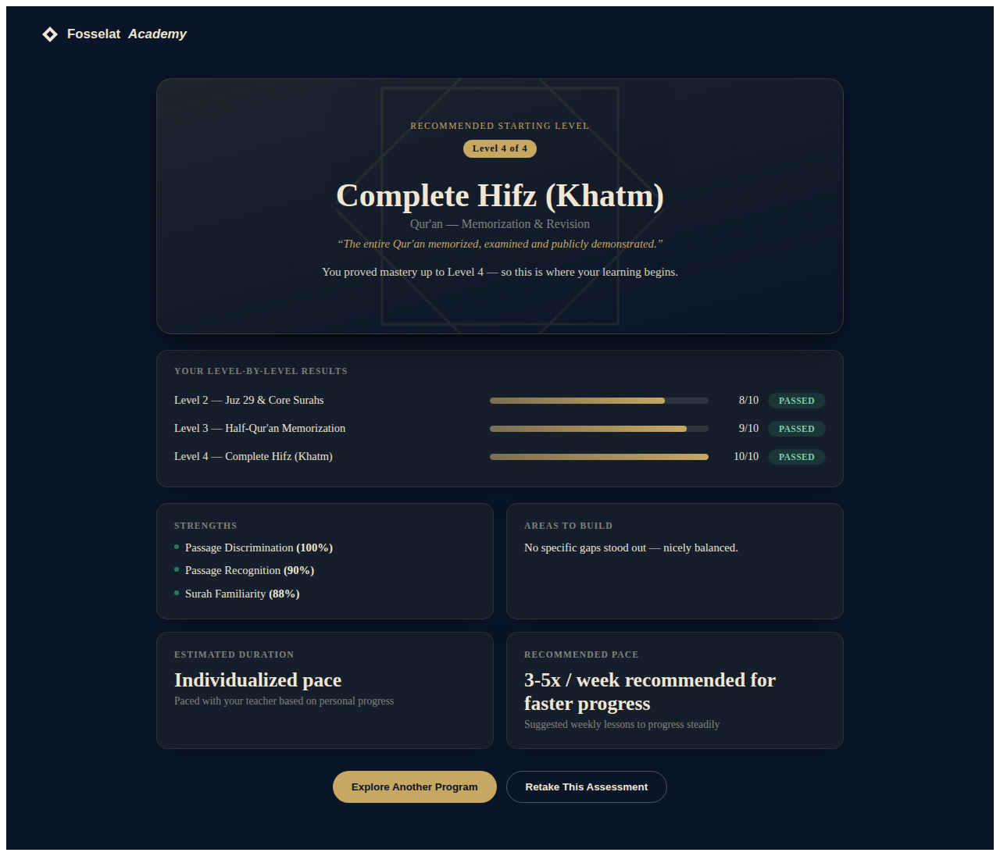 Fosselat Academy
RECOMMENDED STARTING LEVEL
Level 4 of 4
Complete Hifz (Khatm)
Qur'an — Memorization & Revision
“The entire Qur'an memorized, examined and publicly demonstrated.”
You proved mastery up to Level 4 — so this is where your learning begins.
YOUR LEVEL-BY-LEVEL RESULTS
Level 2 — Juz 29 & Core Surahs 8/10 PASSED
Level 3 — Half-Qur'an Memorization 9/10 PASSED
Level 4 — Complete Hifz (Khatm) 10/10 PASSED
STRENGTHS
Passage Discrimination (100%)
Passage Recognition (90%)
Surah Familiarity (88%)
AREAS TO BUILD
No specific gaps stood out — nicely balanced.
ESTIMATED DURATION
Individualized pace
Paced with your teacher based on personal progress
RECOMMENDED PACE
3-5x / week recommended for
faster progress
Suggested weekly lessons to progress steadily
Explore Another Program
Retake This Assessment